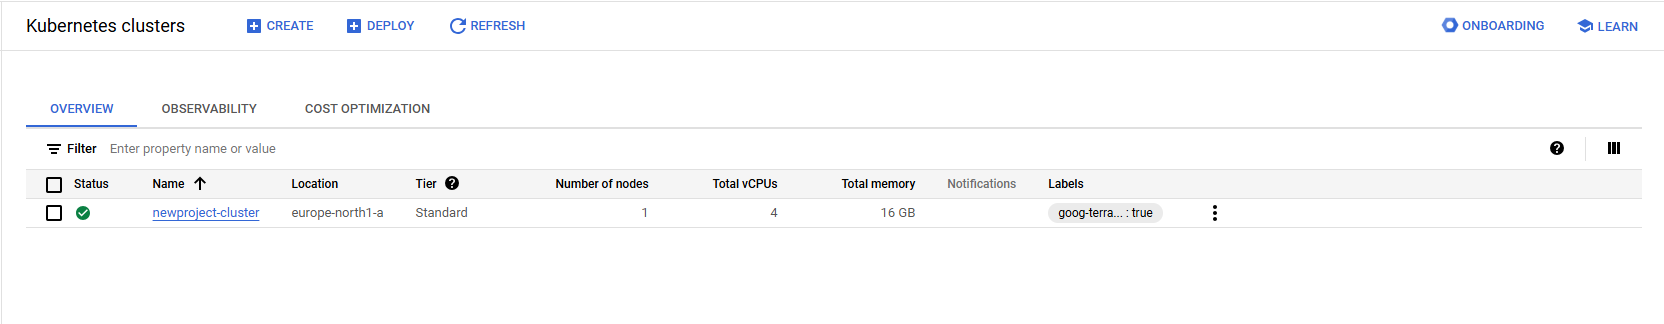 Kubernetes clusters CREATE DEPLOY REFRESH ONBOARDING LEARN
OVERVIEW OBSERVABILITY COST OPTIMIZATION
Filter Enter property name or value
Status Name Location Tier Number of nodes Total vCPUs Total memory Notifications Labels
newproject-cluster europe-north1-a Standard 1 4 16 GB goog-terra... : true